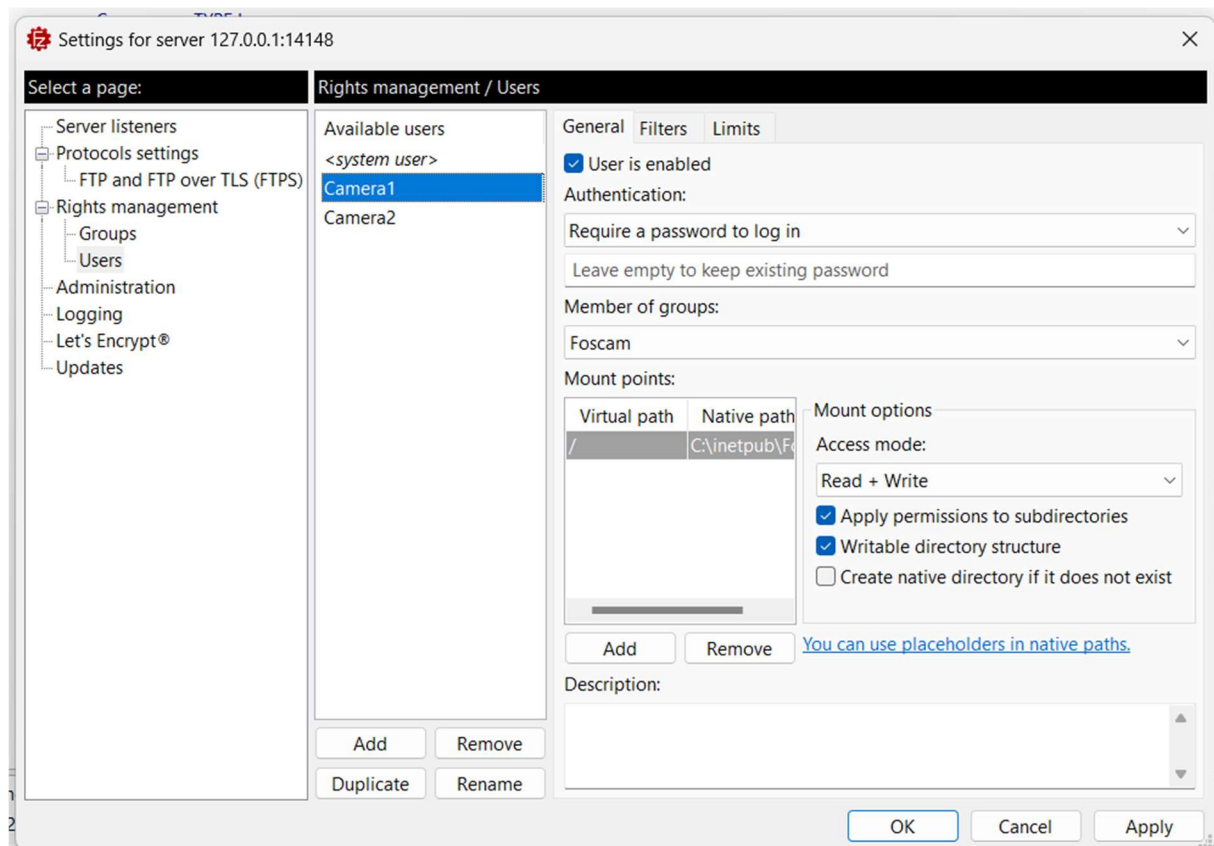 Settings for server 127.0.0.1:14148
Select a page:
Server listeners
Protocols settings
FTP and FTP over TLS (FTPS)
Rights management
Groups
Users
Administration
Logging
Let's Encrypt®
Updates
Rights management / Users
Available users
<system user>
Camera1
Camera2
Add Remove
Duplicate Rename
General Filters Limits
User is enabled
Authentication:
Require a password to log in
Leave empty to keep existing password
Member of groups:
Foscam
Mount points:
Virtual path Native path
/ C:\inetpub\Fo
Mount options
Access mode:
Read + Write
Apply permissions to subdirectories
Writable directory structure
Create native directory if it does not exist
Add Remove
You can use placeholders in native paths.
Description:
OK Cancel Apply